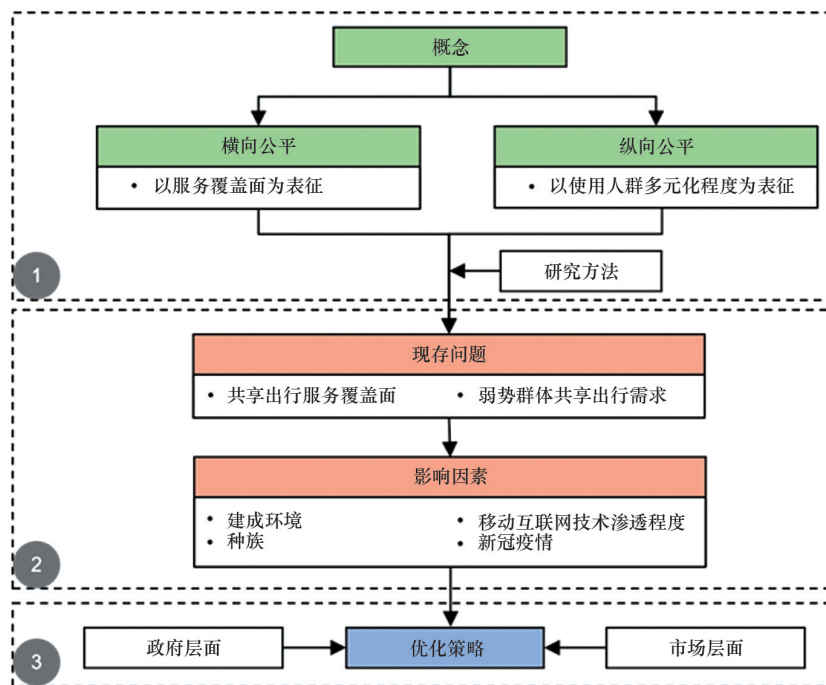 概念
横向公平
纵向公平
• 以服务覆盖面为表征
• 以使用人群多元化程度为表征
研究方法
1
现存问题
• 共享出行服务覆盖面
• 弱势群体共享出行需求
影响因素
• 建成环境
• 种族
• 移动互联网技术渗透程度
• 新冠疫情
2
政府层面
优化策略
市场层面
3